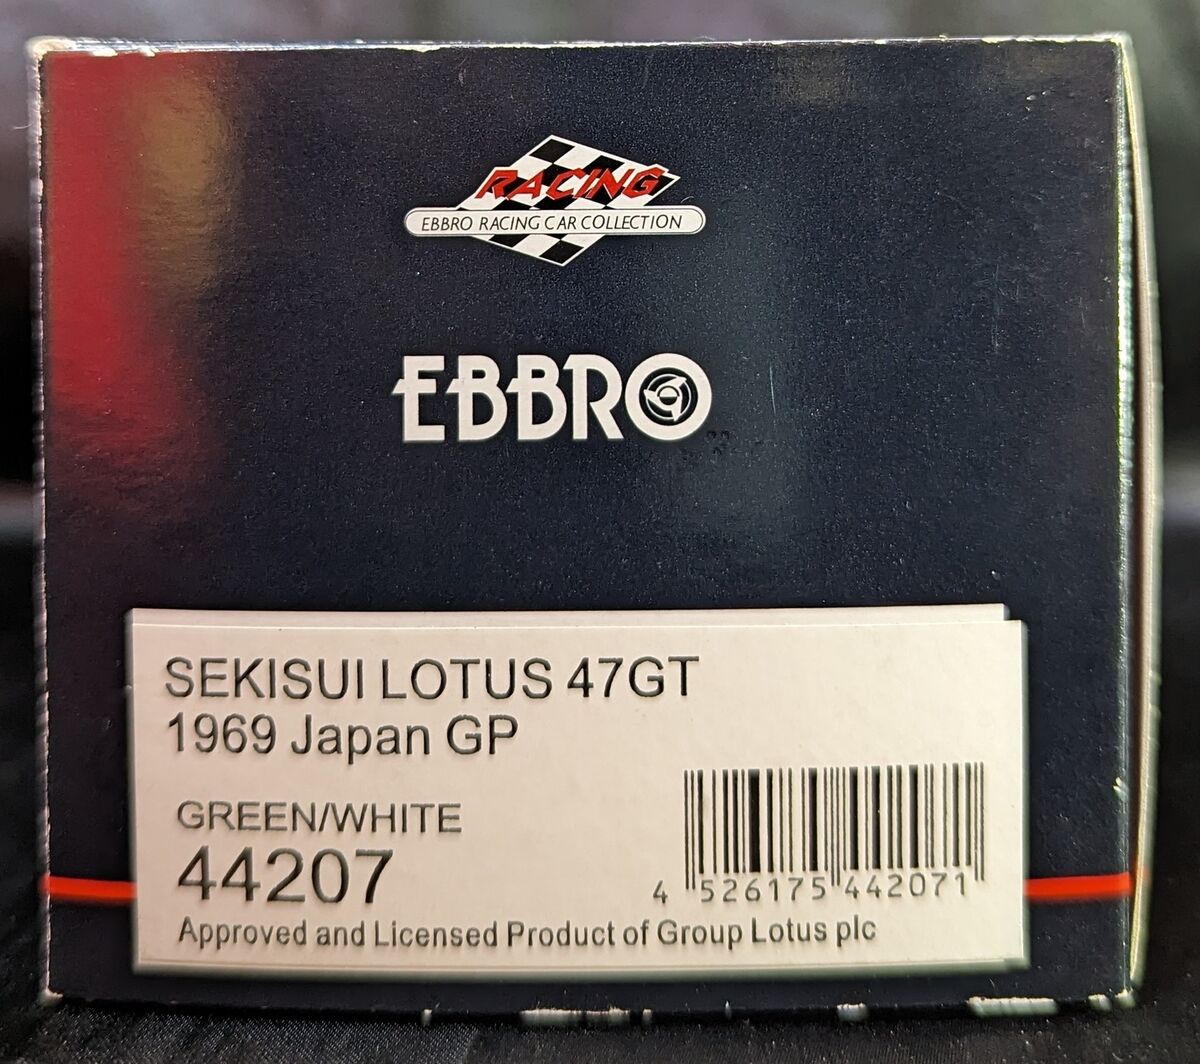 RACING
EBBRO RACING CAR COLLECTION
EBBRO
SEKISUI LOTUS 47GT
1969 Japan GP
GREEN/WHITE
44207
4 526175 442071
Approved and Licensed Product of Group Lotus plc